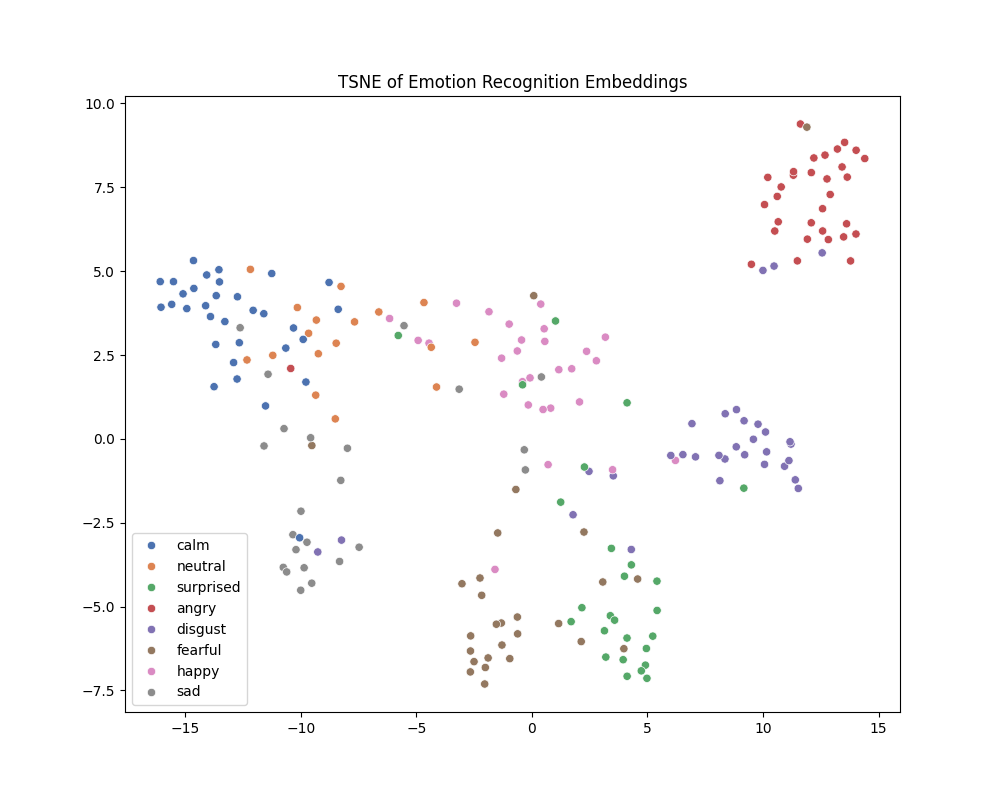 TSNE of Emotion Recognition Embeddings
10.0
7.5
5.0
2.5
0.0
−2.5
−5.0
−7.5
calm
neutral
surprised
angry
disgust
fearful
happy
sad
−15 −10 −5 0 5 10 15